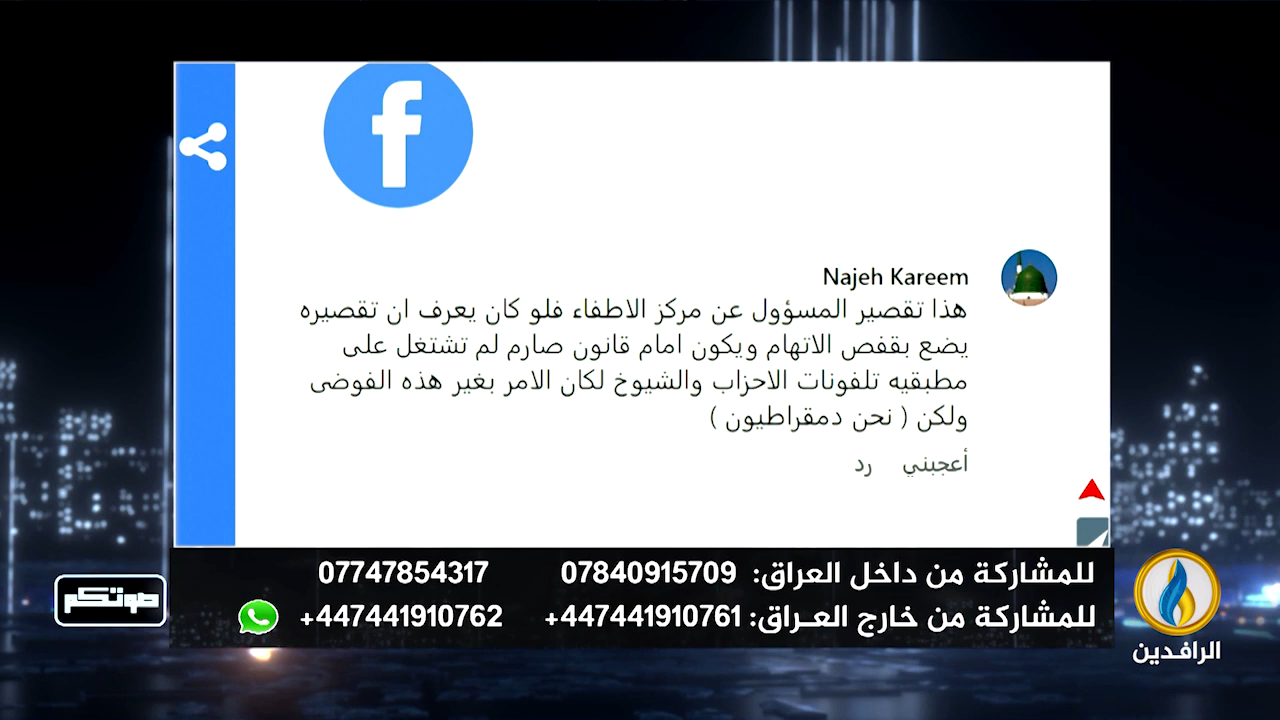 f
Najeh Kareem
هذا تقصير المسؤول عن مركز الاطفاء فلو كان يعرف ان تقصيره
يضع بقفص الاتهام ويكون امام قانون صارم لم تشتغل على
مطبقيه تلفونات الاحزاب والشيوخ لكان الامر بغير هذه الفوضى
ولكن ( نحن دمقراطيون )
أعجبني رد
للمشاركة من داخل العراق: 07840915709 07747854317
للمشاركة من خارج العـراق: 447441910761+ 447441910762+
صوتكم
الرافدين